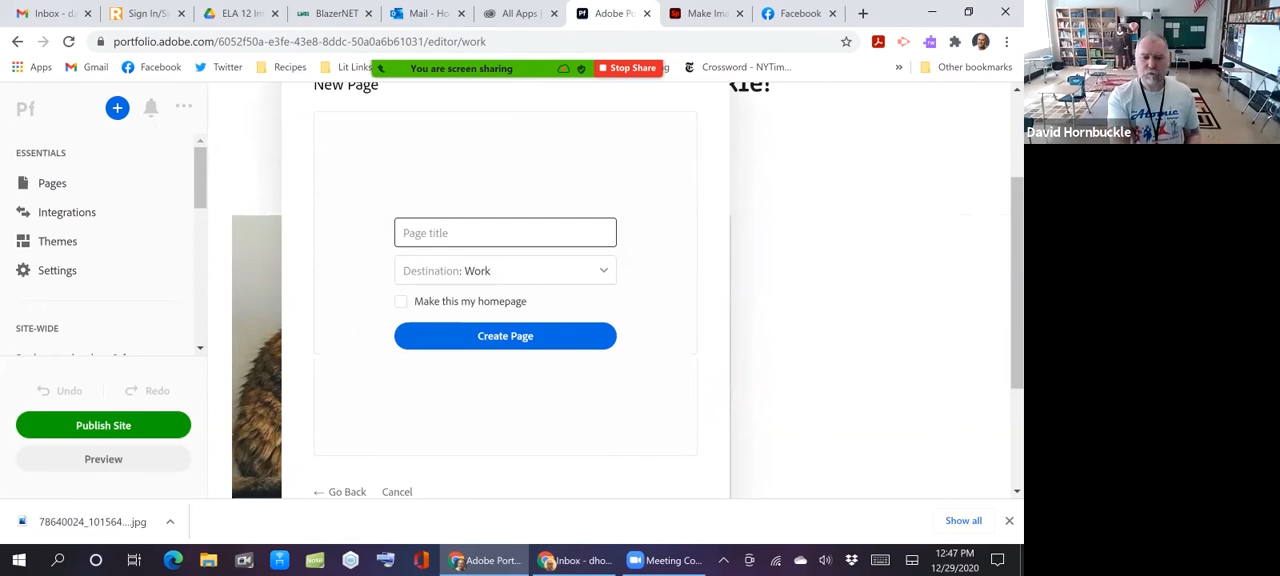 Inbox - da
Sign In/Si
ELA 12 In
BlazerNET
Mail - Ho
All Apps |
Adobe Po
Make Ima
Facebook
portfolio.adobe.com/6052f50a-e3fe-43e8-8ddc-50a0a6b61031/editor/work
Apps
Gmail
Facebook
Twitter
Recipes
Lit Links
You are screen sharing
Stop Share
Crossword - NYTim...
»
Other bookmarks
David Hornbuckle
Pf
New Page
kie!
ESSENTIALS
Pages
Integrations
Themes
Settings
SITE-WIDE
Page title
Destination: Work
Make this my homepage
Create Page
Undo
Redo
Publish Site
Preview
← Go Back
Cancel
78640024_101564....jpg
Show all
Adobe Port...
Inbox - dho...
Meeting Co...
12:47 PM
12/29/2020